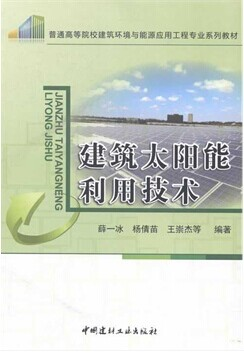 普通高等院校建筑环境与能源应用工程专业系列教材
JIANZHU TAIYANGNENG
LIYONG JISHU
建筑太阳能
利用技术
薛一冰 杨倩苗 王崇杰等 编著
中国建材工业出版社